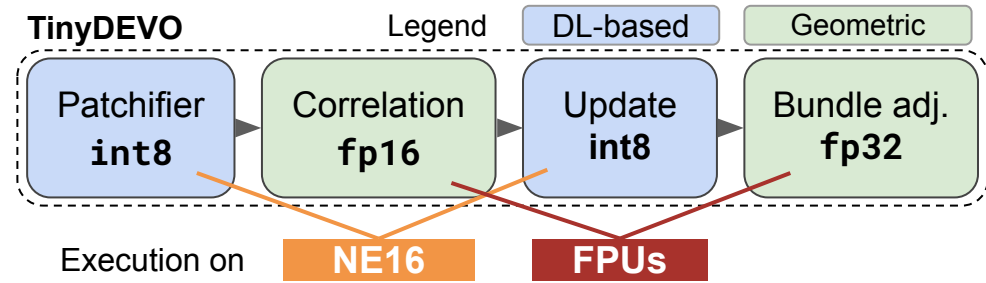 TinyDEVO Legend DL-based Geometric
Patchifier Correlation Update Bundle adj.
int8 fp16 int8 fp32
Execution on NE16 FPUs